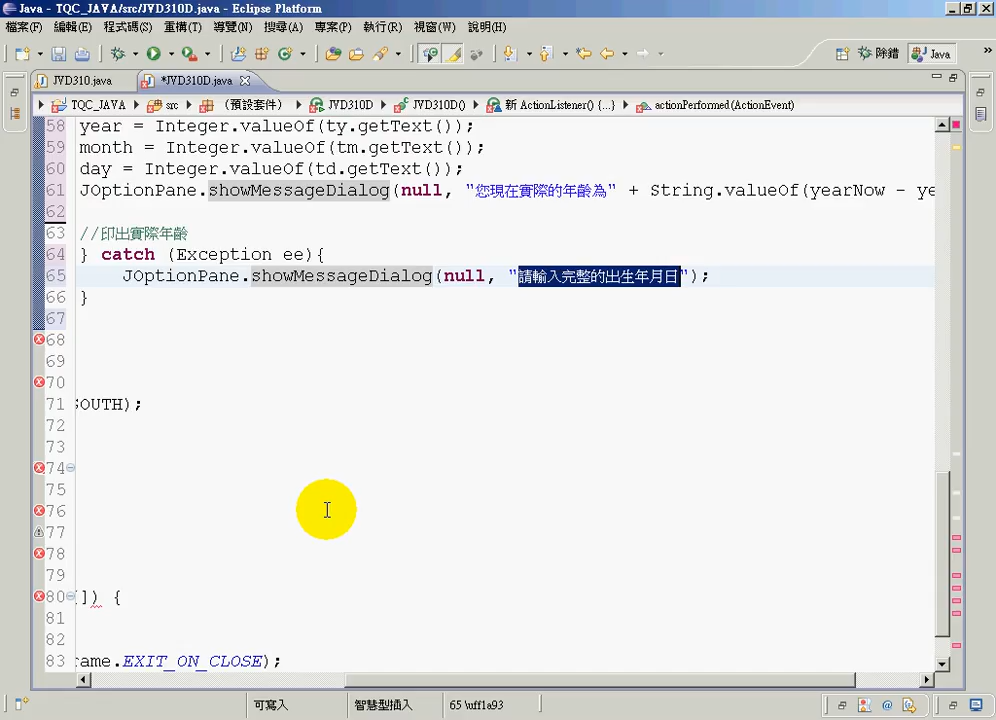 Java - TQC_JAVA/src/JVD310D.java - Eclipse Platform
檔案(F) 編輯(E) 程式碼(S) 重構(T) 導覽(N) 搜尋(A) 專案(P) 執行(R) 視窗(W) 說明(H)
除錯 Java »
JVD310.java *JVD310D.java
TQC_JAVA src (預設套件) JVD310D JVD310D() 新 ActionListener() {...} actionPerformed(ActionEvent)
58 year = Integer.valueOf(ty.getText());
59 month = Integer.valueOf(tm.getText());
60 day = Integer.valueOf(td.getText());
61 JOptionPane.showMessageDialog(null, "您現在實際的年齡為" + String.valueOf(yearNow - ye
62
63 //印出實際年齡
64 } catch (Exception ee){
65 JOptionPane.showMessageDialog(null, "請輸入完整的出生年月日");
66 }
67
68
69
70
71 SOUTH);
72
73
74
75
76
77
78
79
80 []) {
81
82
83 rame.EXIT_ON_CLOSE);
可寫入 智慧型插入 65 \uff1a93